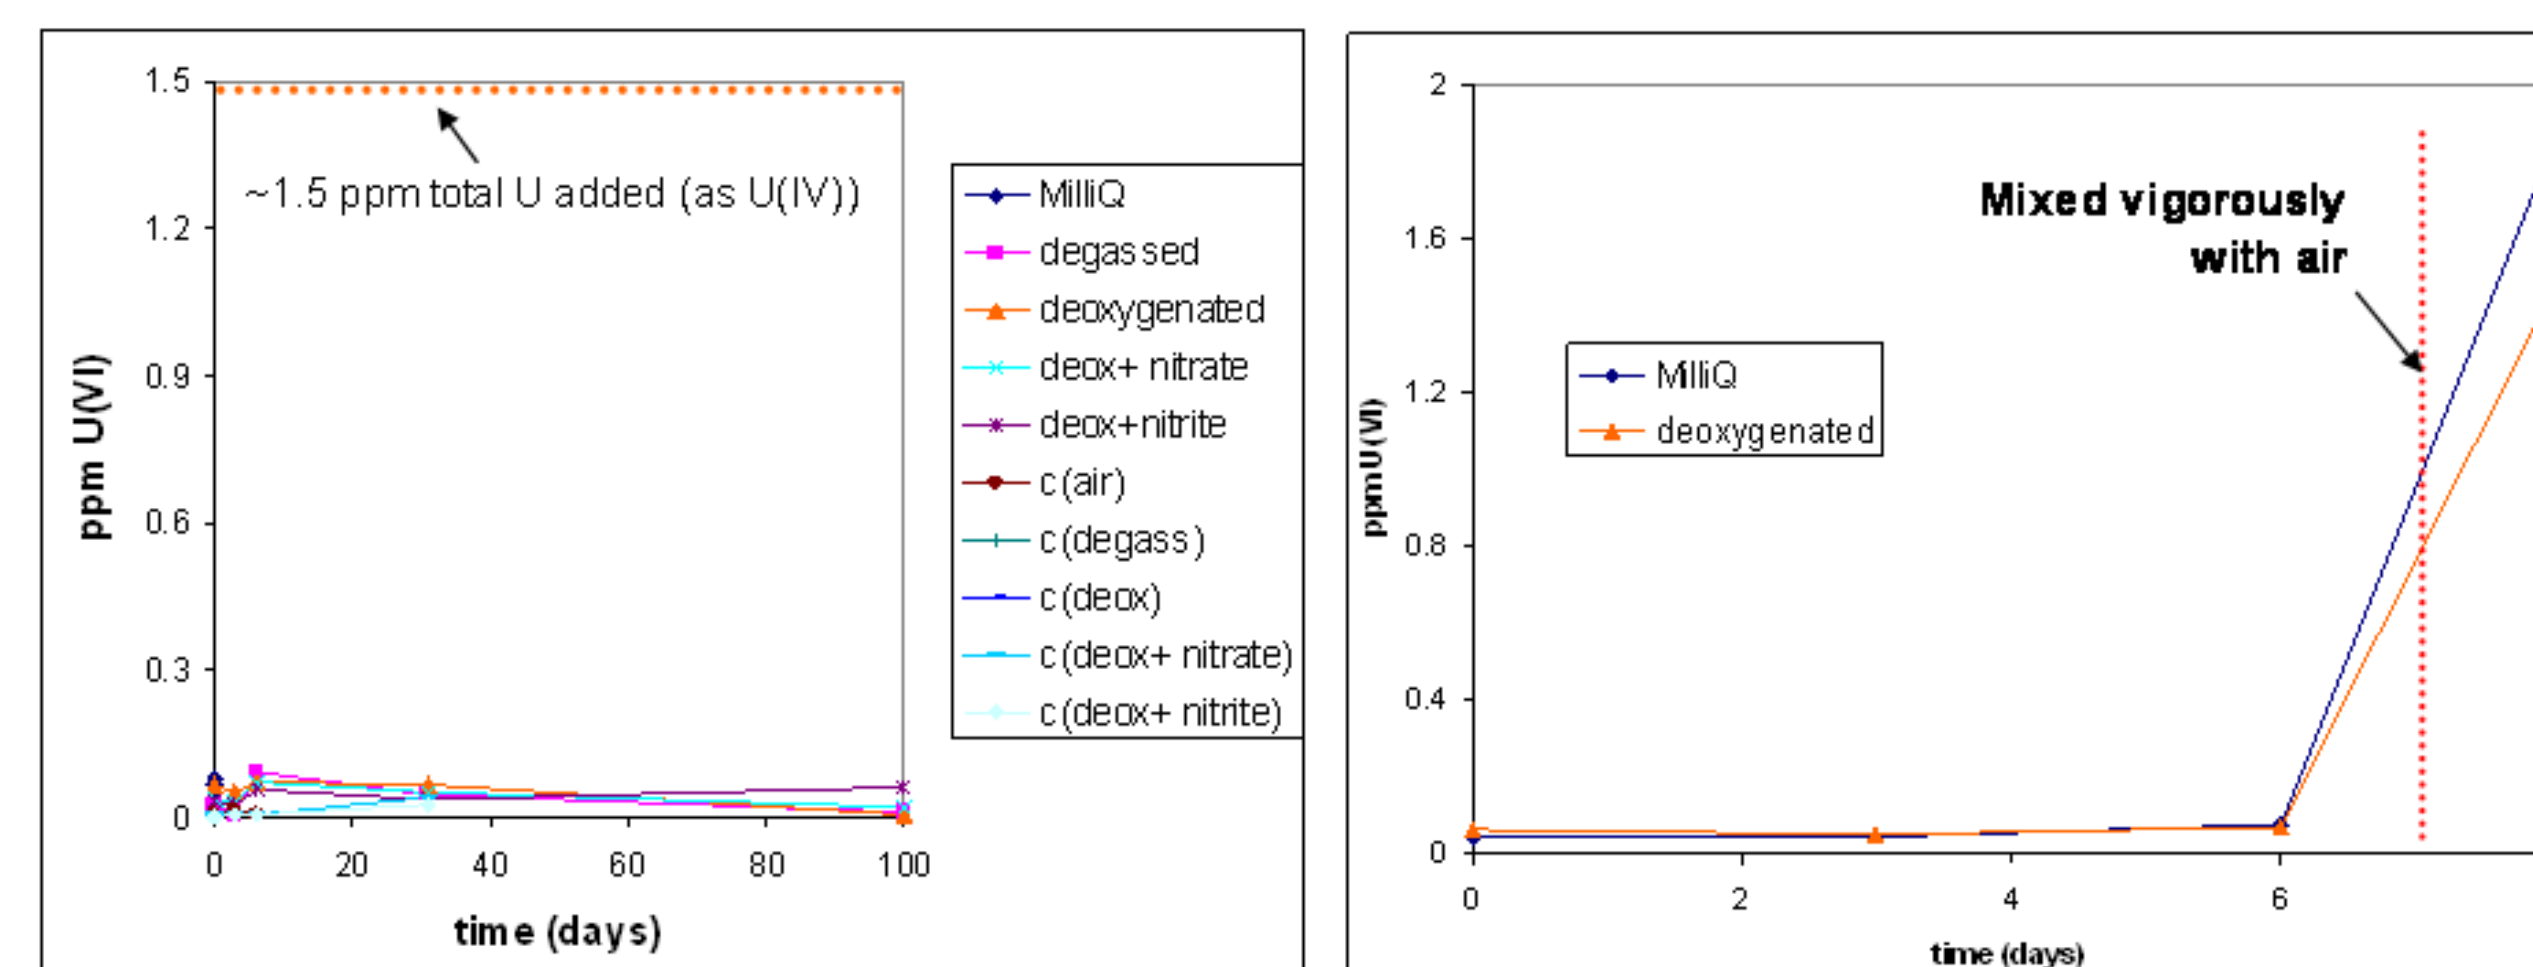 1.5
~1.5 ppm total U added (as U(IV))
1.2
0.9
0.6
0.3
0
0 20 40 60 80 100
ppm U(VI)
time (days)
MilliQ
degassed
deoxygenated
deox+ nitrate
deox+nitrite
c(air)
c(degass)
c(deox)
c(deox+ nitrate)
c(deox+ nitrite)
2
1.6
1.2
0.8
0.4
0
0 2 4 6
ppm U(VI)
time (days)
Mixed vigorously
with air
MilliQ
deoxygenated